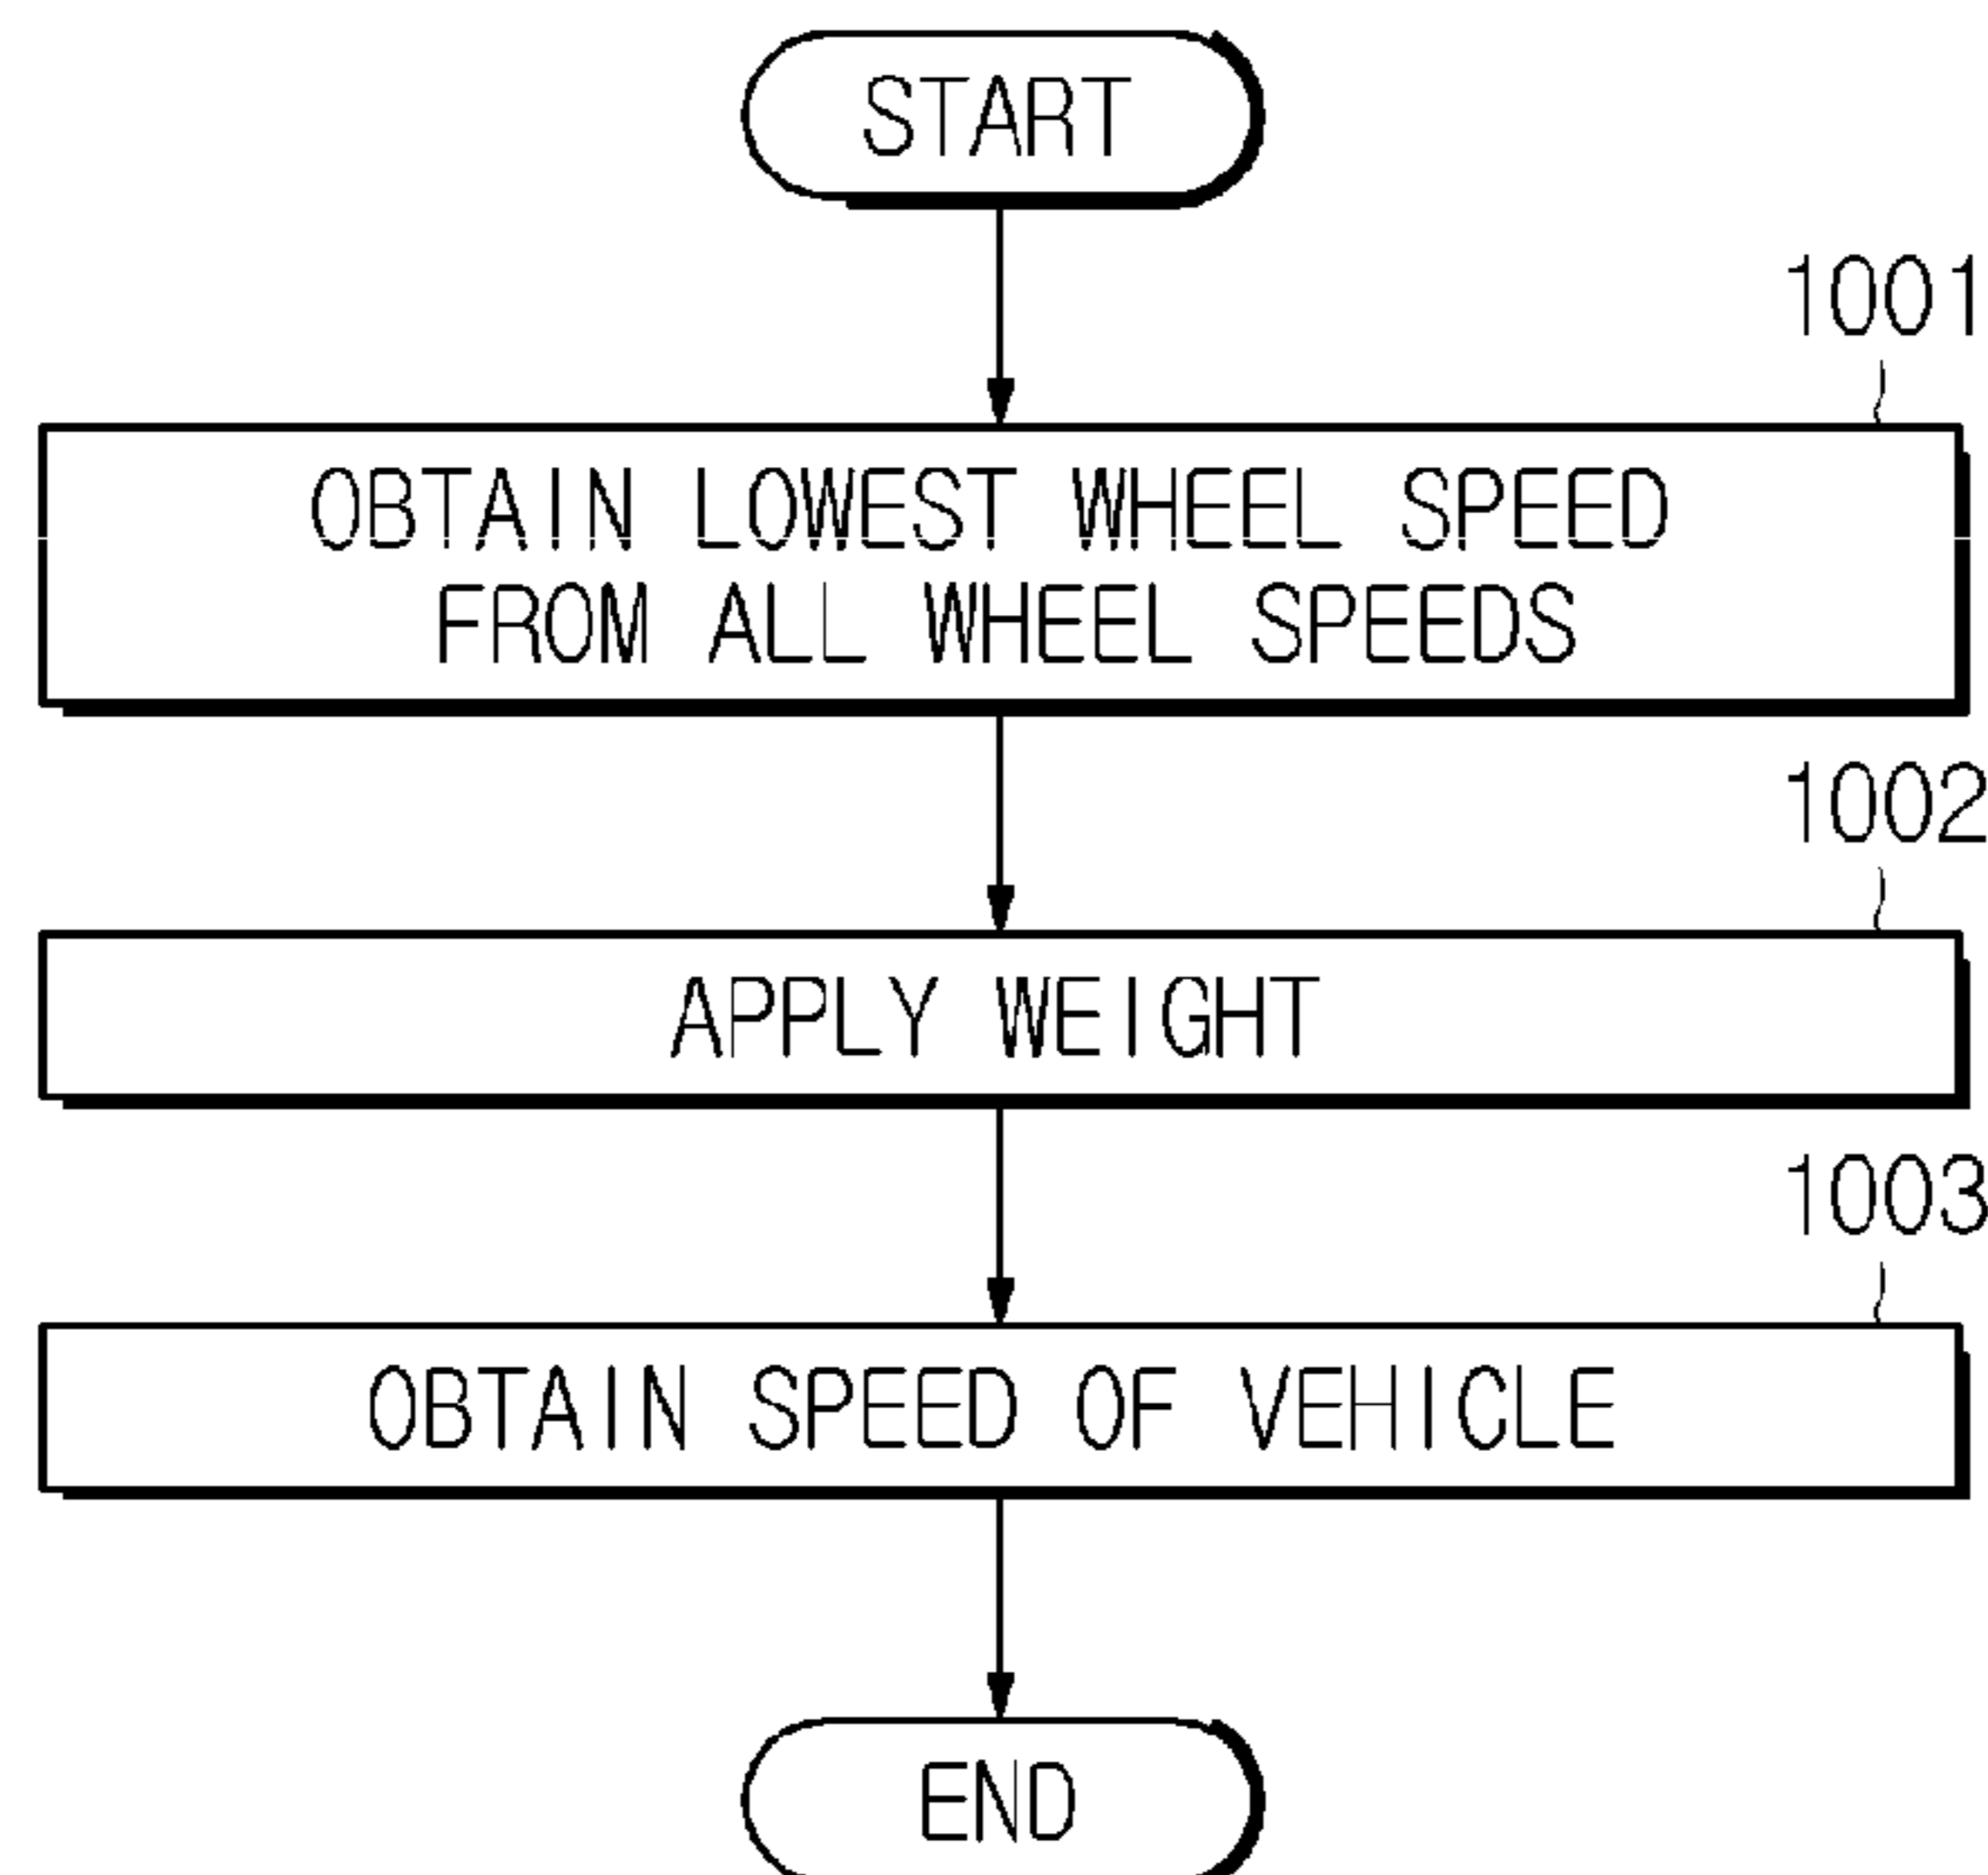 START
1001
OBTAIN LOWEST WHEEL SPEED
FROM ALL WHEEL SPEEDS
1002
APPLY WEIGHT
1003
OBTAIN SPEED OF VEHICLE
END